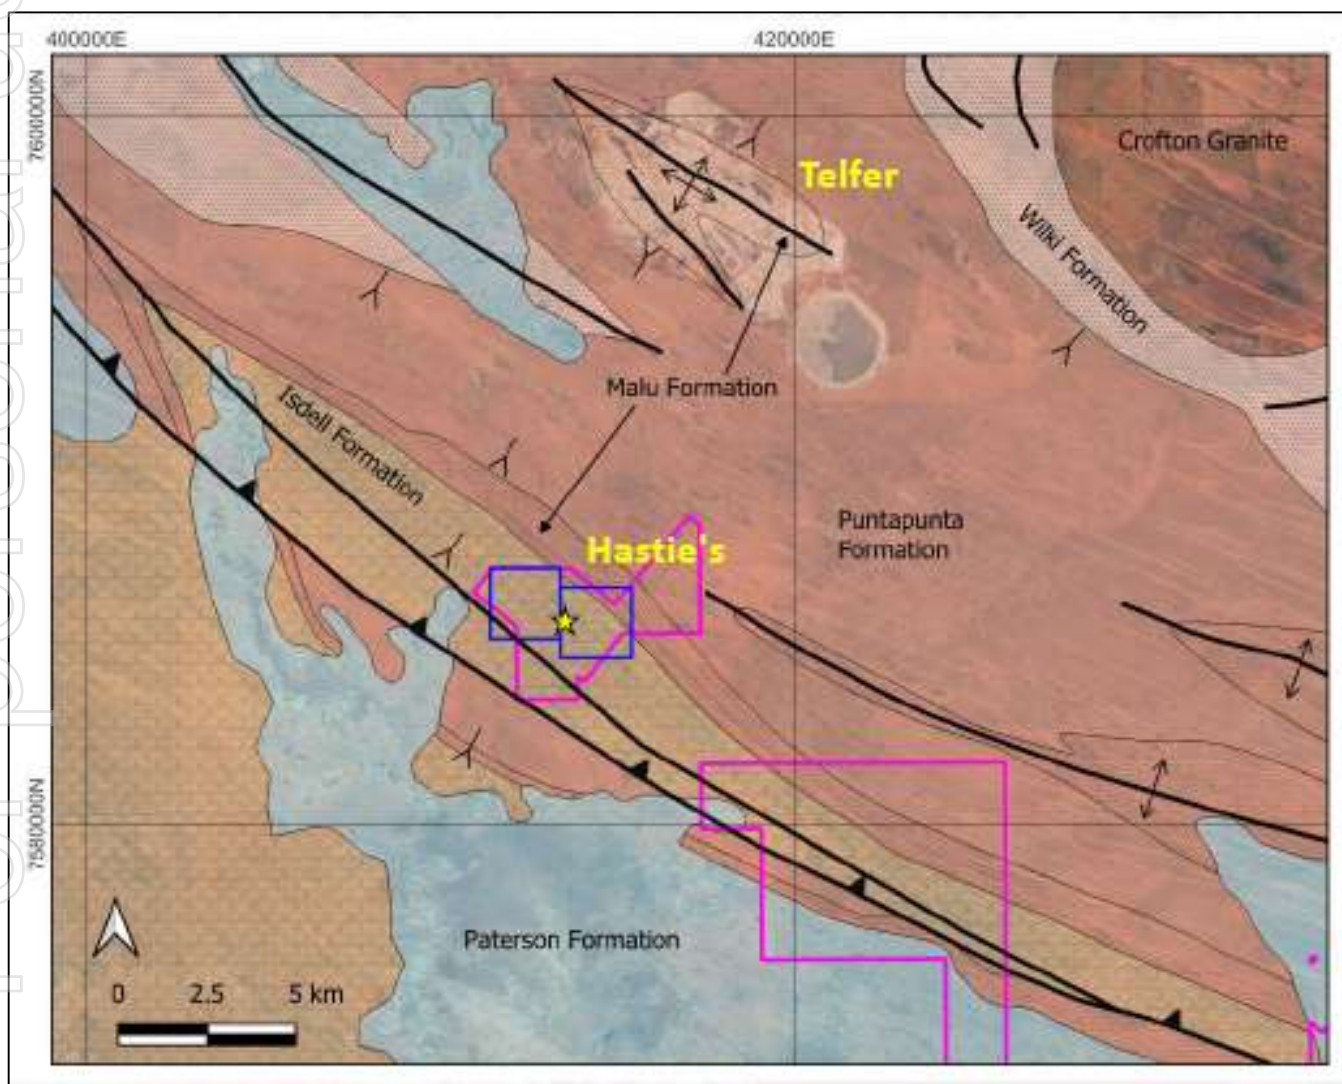 400000E
420000E
7600000N
Crofton Granite
Telfer
Wilki Formation
Malu Formation
Isdell Formation
Puntapunta
Formation
Hastie's
7580000N
Paterson Formation
0 2.5 5 km